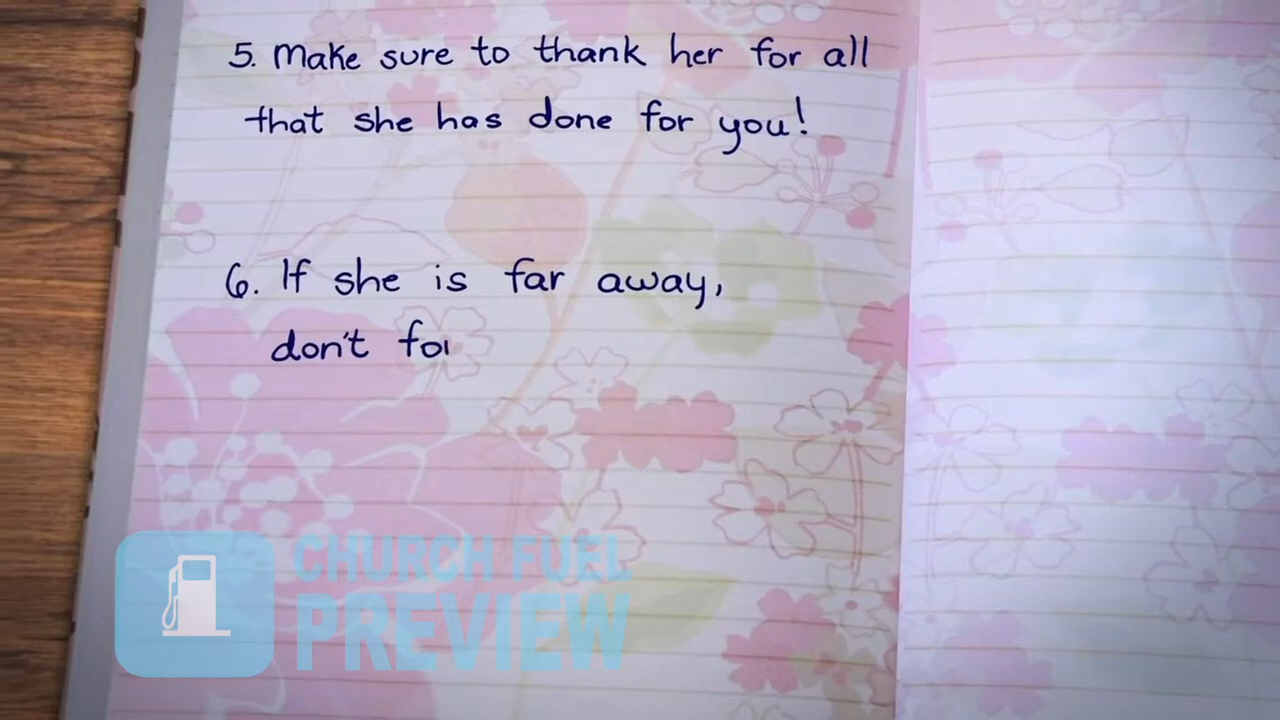 5. Make sure to thank her for all
that she has done for you!
6. If she is far away,
don't
CHURCH FUEL
PREVIEW